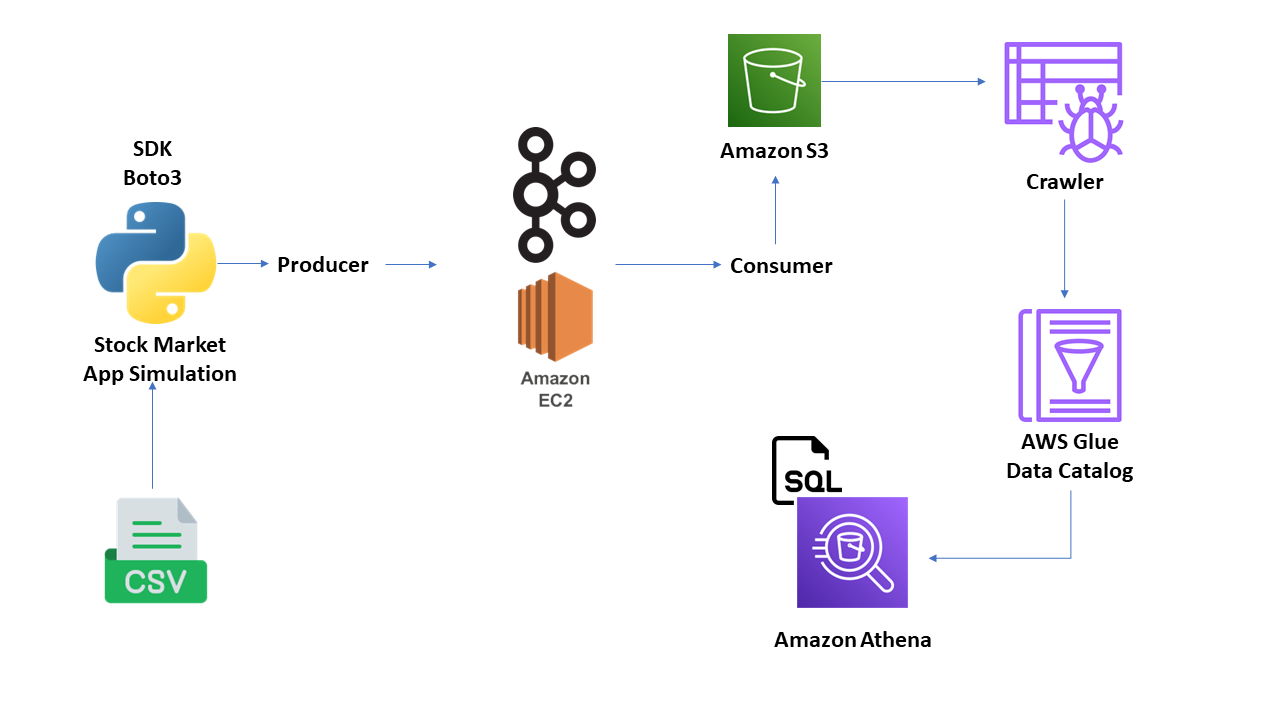 SDK
Boto3
Stock Market
App Simulation
CSV
Producer
Amazon
EC2
Consumer
Amazon S3
Crawler
AWS Glue
Data Catalog
SQL
Amazon Athena